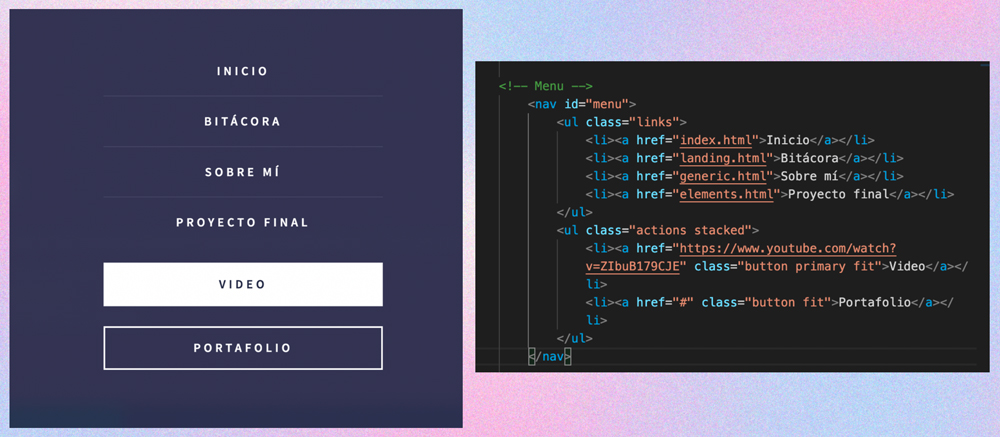 INICIO
BITÁCORA
SOBRE MÍ
PROYECTO FINAL
VIDEO
PORTAFOLIO
<!-- Menu -->
<nav id="menu">
<ul class="links">
<li><a href="index.html">Inicio</a></li>
<li><a href="landing.html">Bitácora</a></li>
<li><a href="generic.html">Sobre mí</a></li>
<li><a href="elements.html">Proyecto final</a></li>
</ul>
<ul class="actions stacked">
<li><a href="https://www.youtube.com/watch?
v=ZIbuB179CJE" class="button primary fit">Video</a></
li>
<li><a href="#" class="button fit">Portafolio</a></
li>
</ul>
</nav>